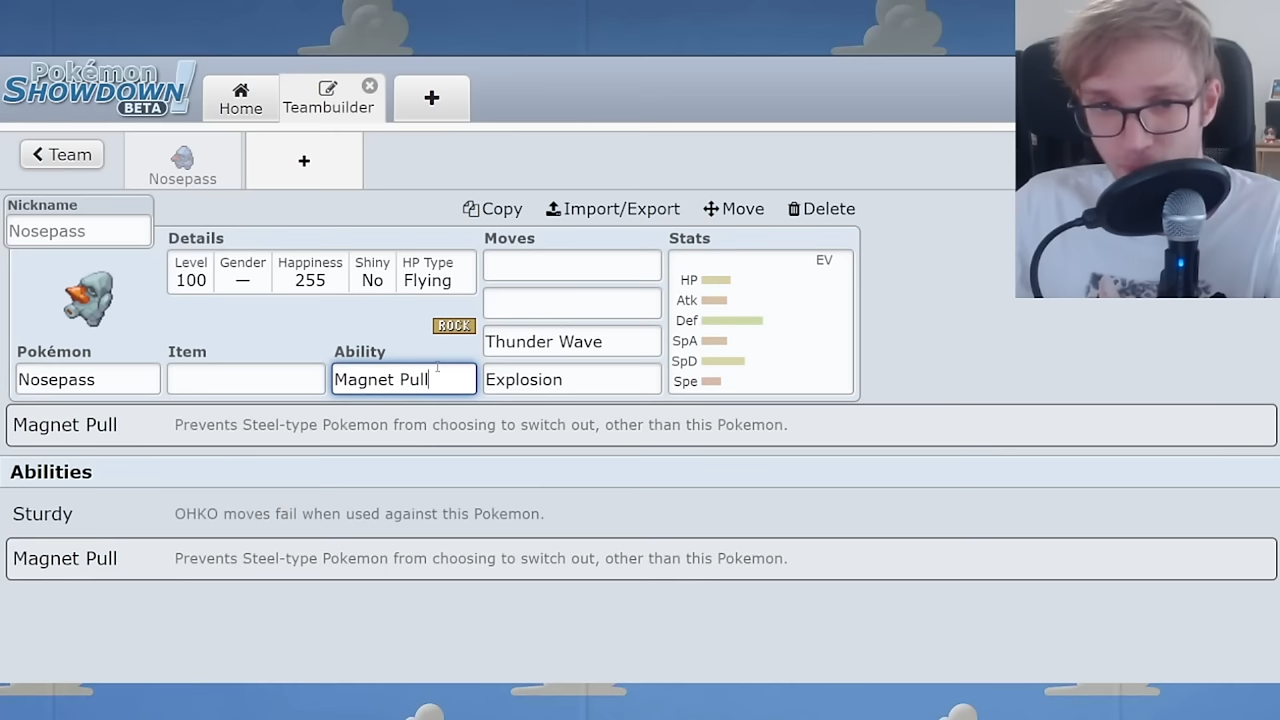 Pokémon
SHOWDOWN!
BETA
Home
Teambuilder
+
Team
Nosepass
+
Nickname
Nosepass
Copy
Import/Export
Move
Delete
Details
Moves
Stats
Level
Gender
Happiness
Shiny
HP Type
100
—
255
No
Flying
EV
HP
Atk
Def
SpA
SpD
Spe
ROCK
Thunder Wave
Explosion
Pokémon
Item
Ability
Nosepass
Magnet Pull
Magnet Pull Prevents Steel-type Pokemon from choosing to switch out, other than this Pokemon.
Abilities
Sturdy OHKO moves fail when used against this Pokemon.
Magnet Pull Prevents Steel-type Pokemon from choosing to switch out, other than this Pokemon.